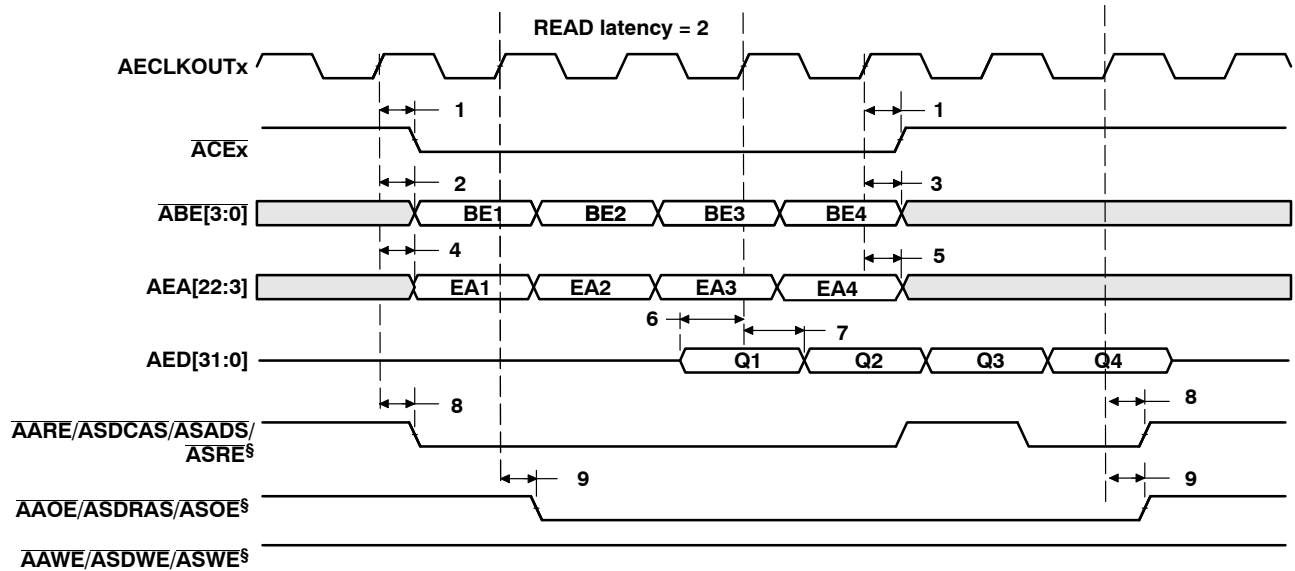 READ latency = 2
AECLKOUTx
1 1
ACEx
2 3
ABE[3:0] BE1 BE2 BE3 BE4
4 5
AEA[22:3] EA1 EA2 EA3 EA4
6 7
AED[31:0] Q1 Q2 Q3 Q4
8 8
AARE/ASDCAS/ASADS/
ASRE§
9 9
AAOE/ASDRAS/ASOE§
AAWE/ASDWE/ASWE§